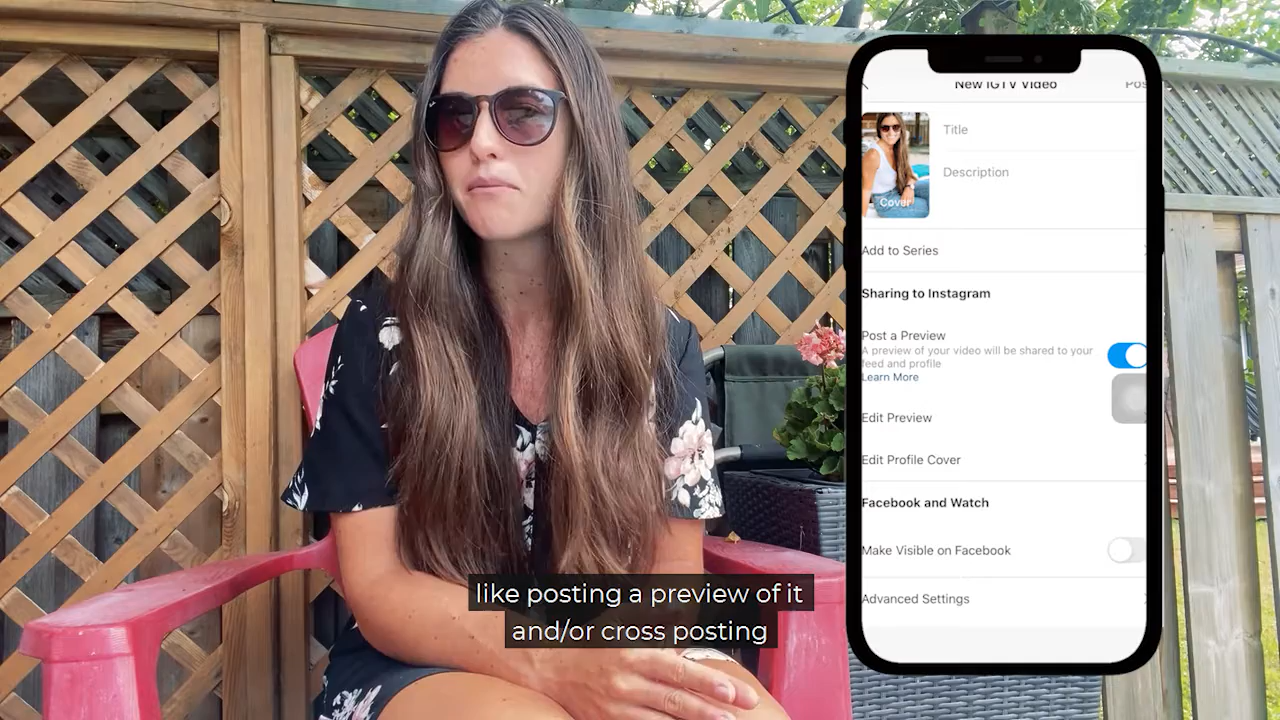 New IGTV Video
Pos
Title
Description
Cover
Add to Series
Sharing to Instagram
Post a Preview
A preview of your video will be shared to your
feed and profile
Learn More
Edit Preview
Edit Profile Cover
Facebook and Watch
Make Visible on Facebook
Advanced Settings
like posting a preview of it
and/or cross posting